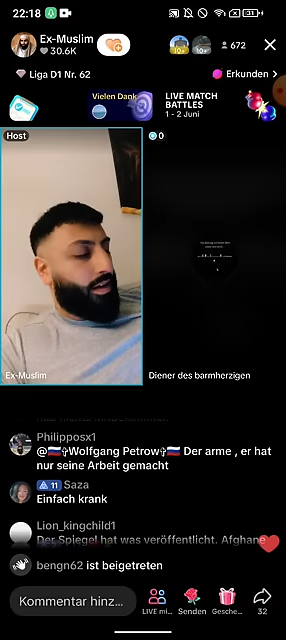 22:18
Ex-Muslim
30.6K
10+
10+
672
Liga D1 Nr. 62
Erkunden >
Vielen Dank
LIVE MATCH
BATTLES
1 - 2 Juni
Host
0
Ex-Muslim
Diener des barmherzigen
Philipposx1
@🇷🇺✞Wolfgang Petrow✞🇷🇺 Der arme , er hat
nur seine Arbeit gemacht
11 Saza
Einfach krank
Lion_kingchild1
Der Spiegel hat was veröffentlicht. Afghane
bengn62 ist beigetreten
Kommentar hinz...
LIVE mi...
Senden
Gesche...
32